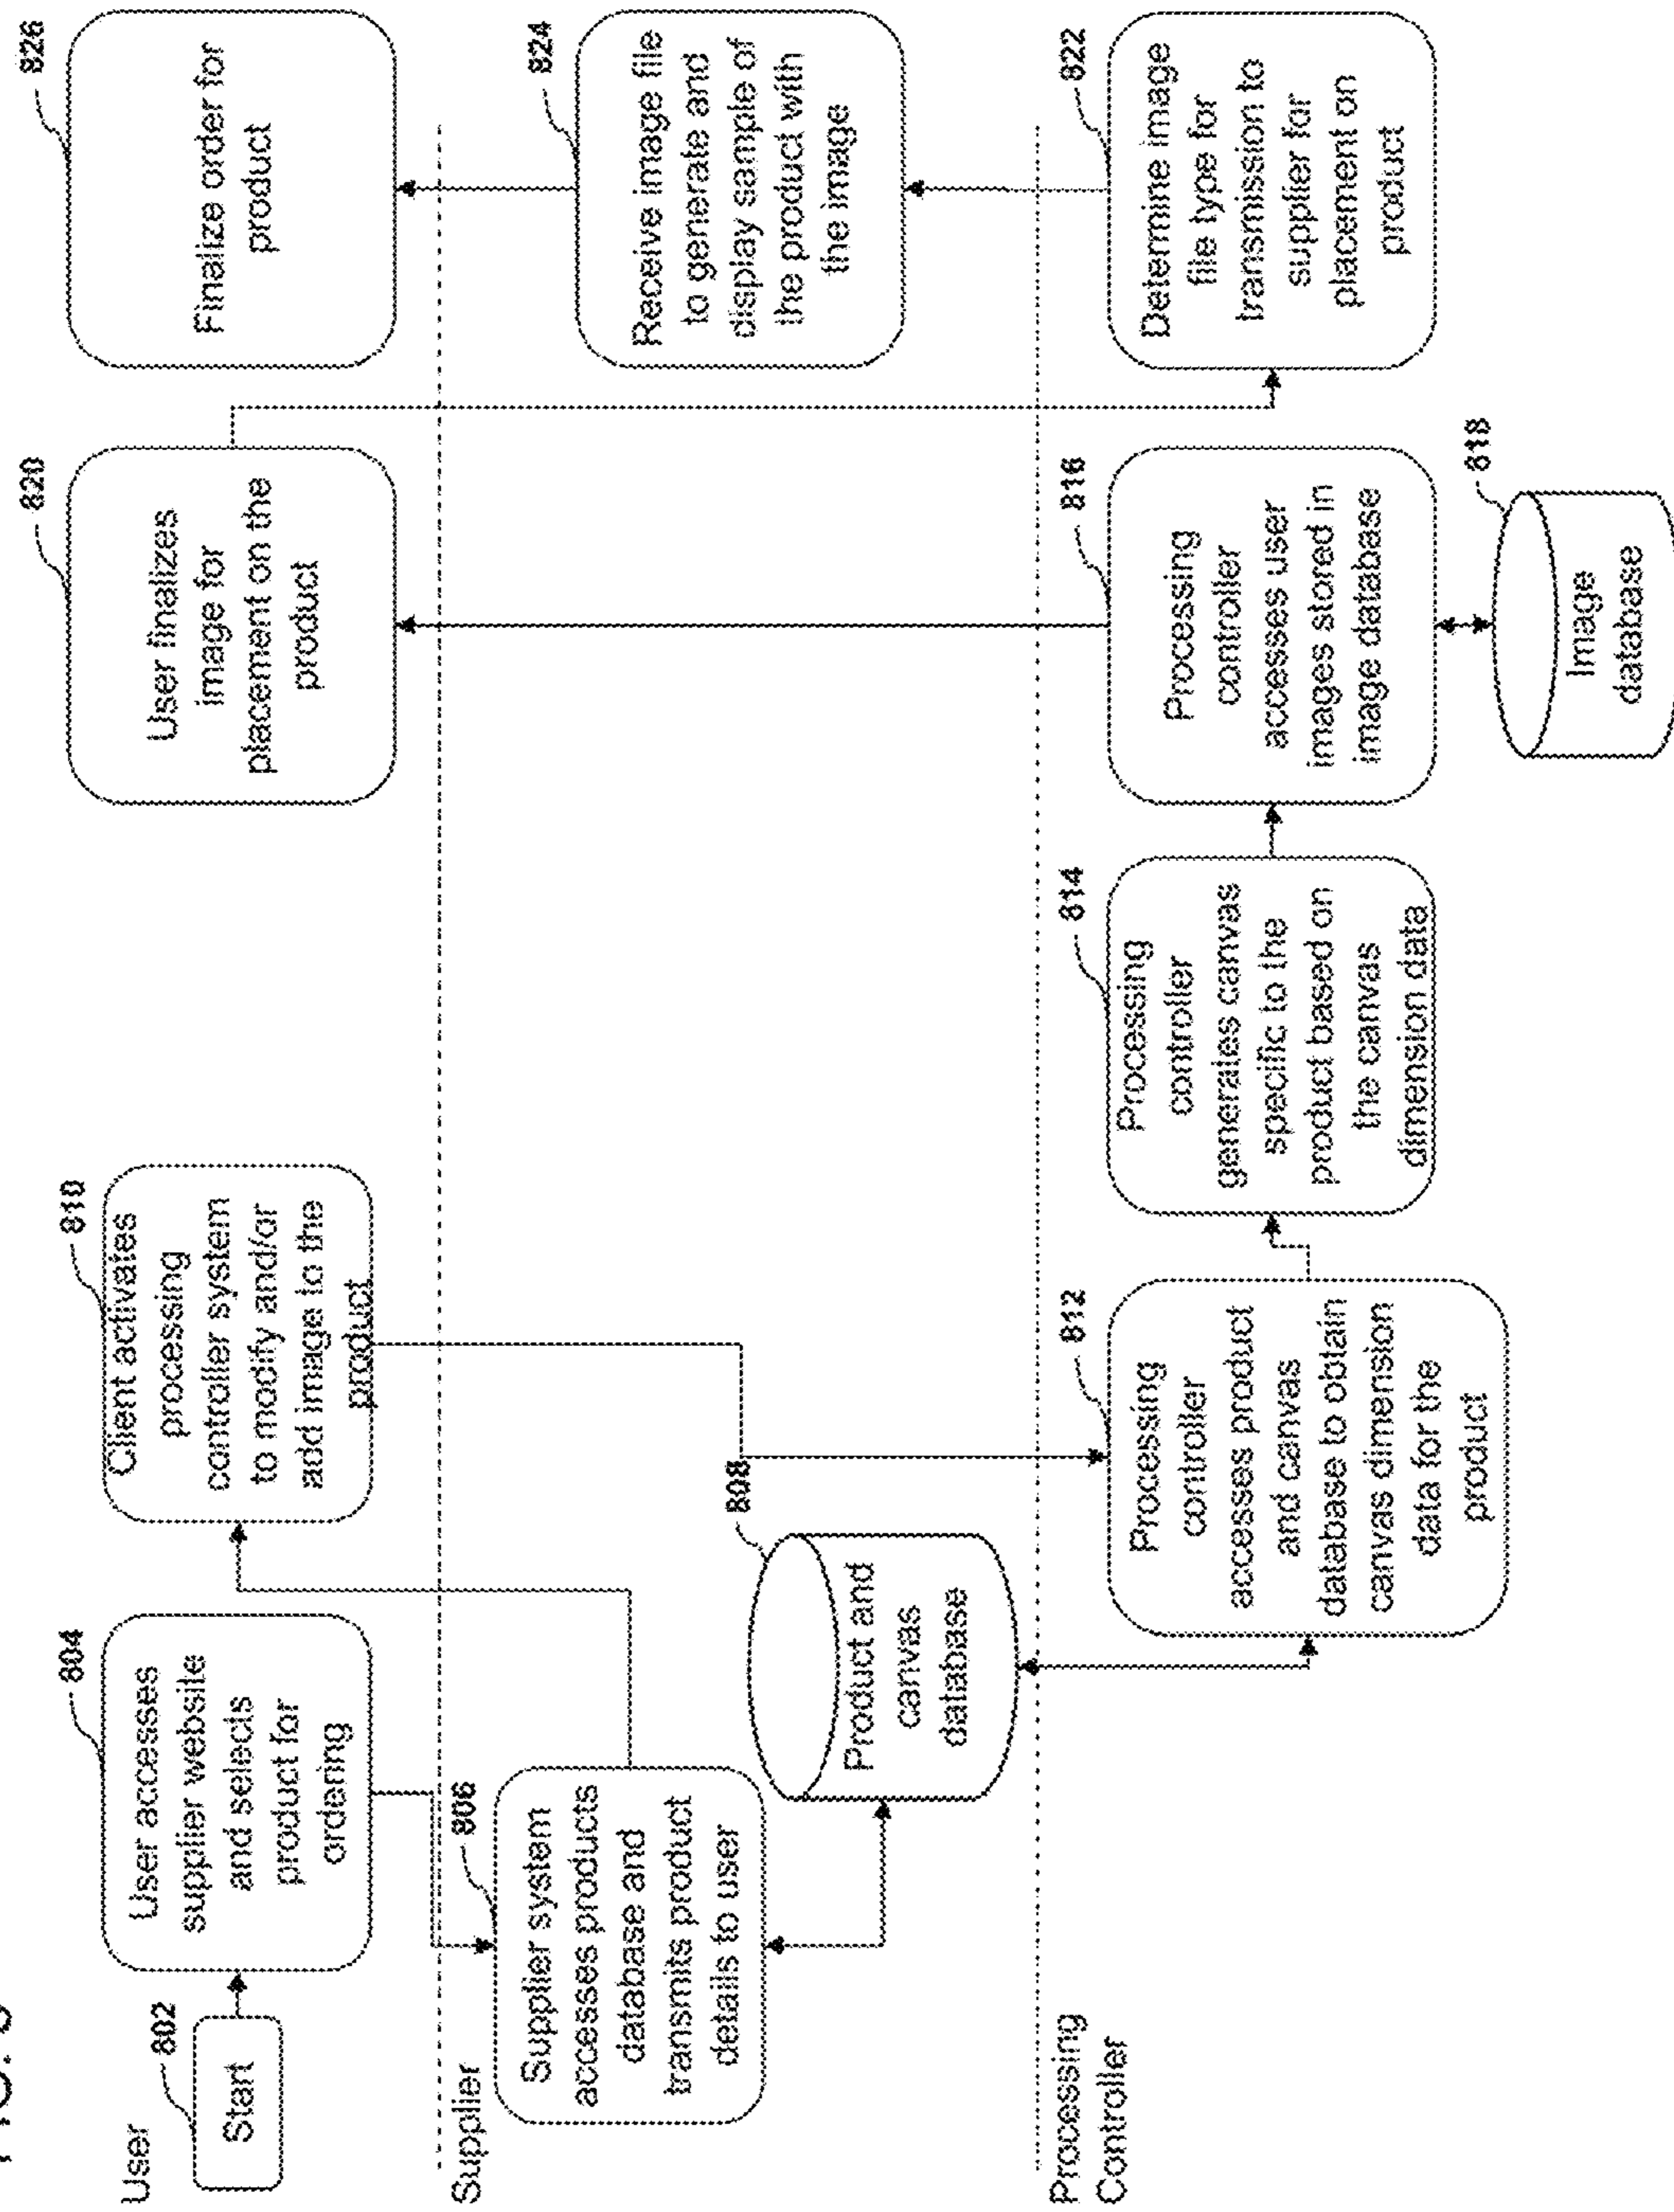 User
802
Start
804
User accesses
supplier website
and selects
product for
ordering
810
Client activates
processing
controller system
to modify and/or
add image to the
product
820
User finalizes
image for
placement on the
product
826
Finalize order for
product
Supplier
806
Supplier system
accesses products
database and
transmits product
details to user
808
Product and
canvas
database
824
Receive image file
to generate and
display sample of
the product with
the image
Processing
Controller
812
Processing
controller
accesses product
and canvas
database to obtain
canvas dimension
data for the
product
814
Processing
controller
generates canvas
specific to the
product based on
the canvas
dimension data
816
Processing
controller
accesses user
images stored in
image database
818
Image
database
822
Determine image
file type for
transmission to
supplier for
placement on
product